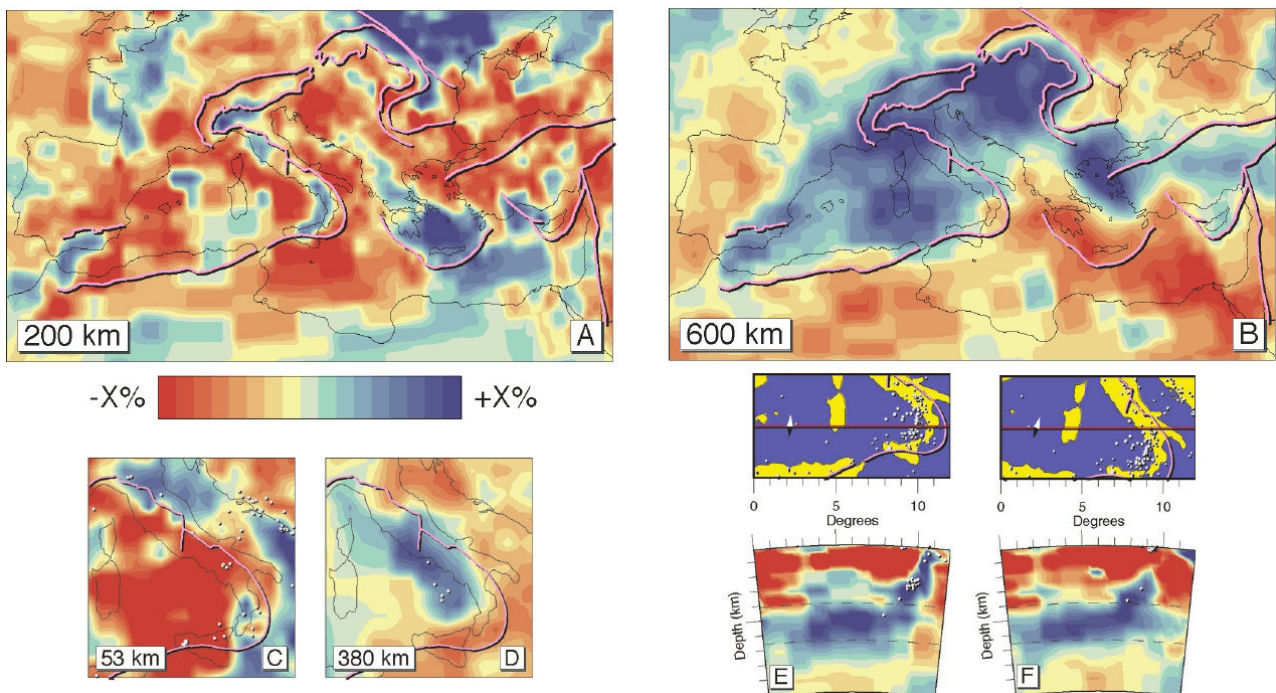 200 km
A
600 km
B
-X%
+X%
53 km
C
380 km
D
0 5 10
Degrees
0 5 10
Degrees
Depth (km)
E
Depth (km)
F